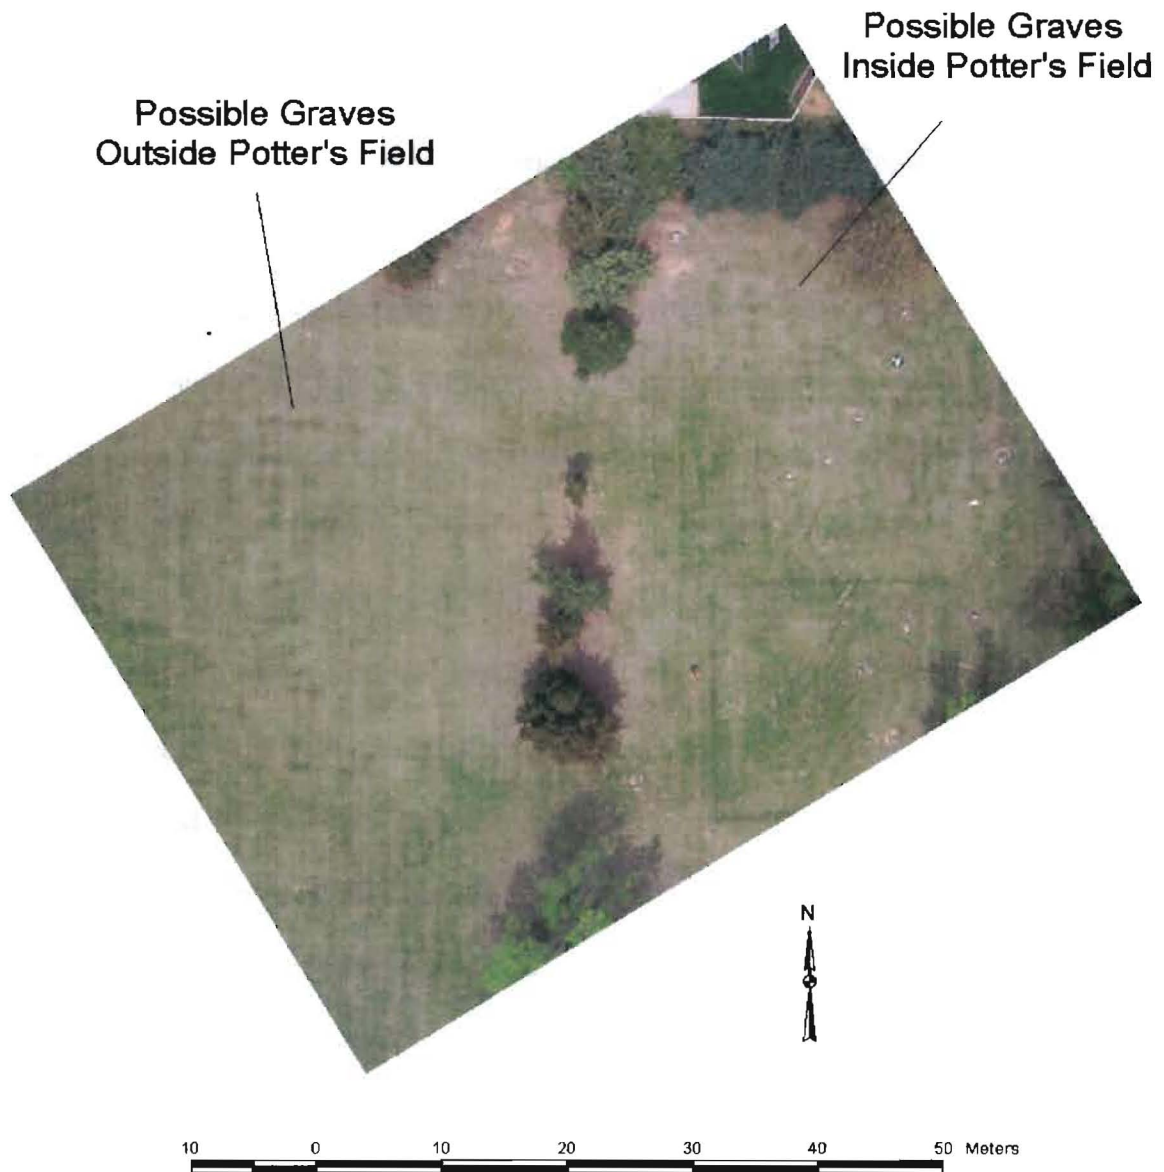 Possible Graves
Inside Potter's Field
Possible Graves
Outside Potter's Field
N
10 0 10 20 30 40 50 Meters